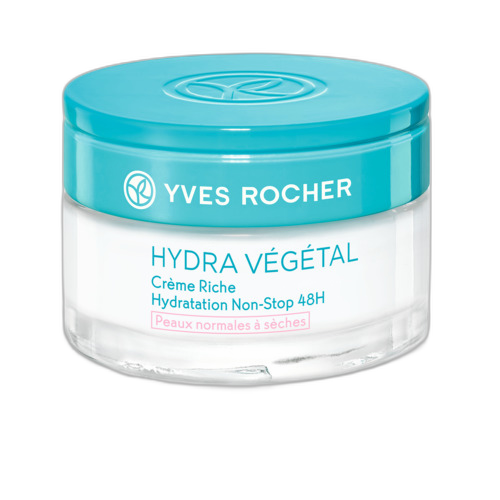 YVES ROCHER
HYDRA VÉGÉTAL
Crème Riche
Hydratation Non-Stop 48H
Peaux normales à sèches